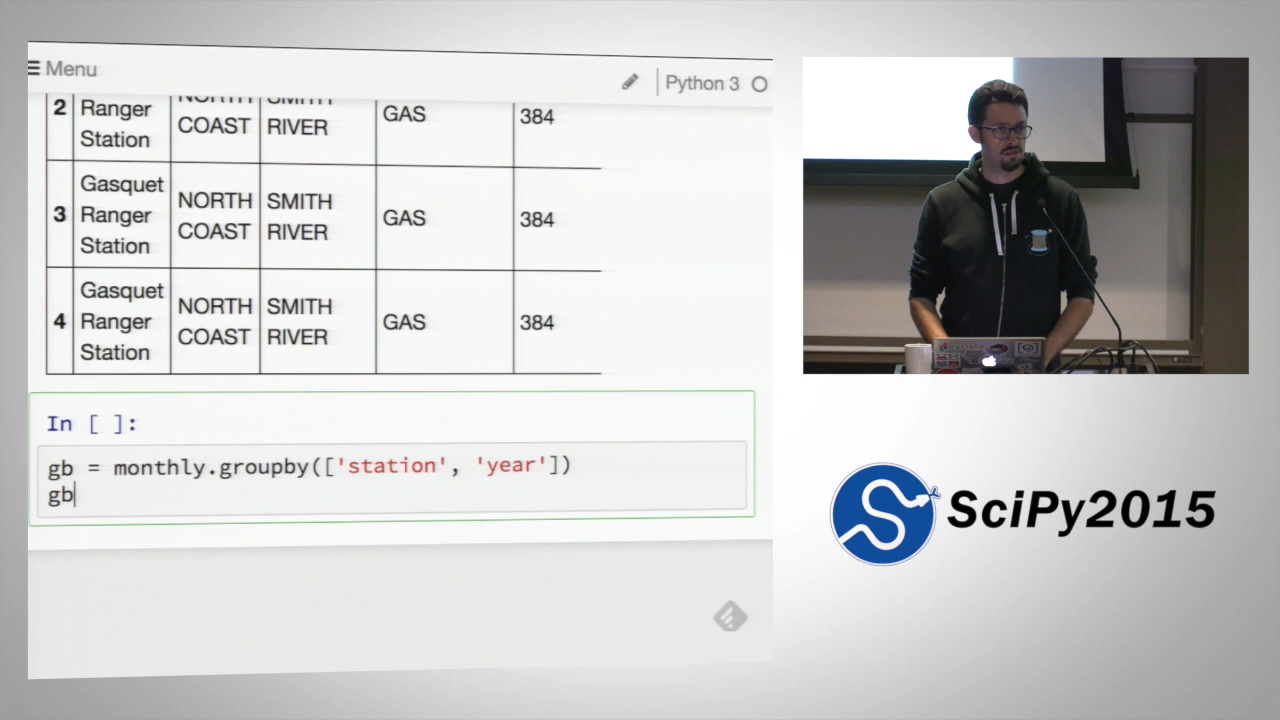 Menu
Python 3
2 Ranger NORTH SMITH GAS 384
Station COAST RIVER
Gasquet
3 Ranger NORTH SMITH GAS 384
Station COAST RIVER
Gasquet
4 Ranger NORTH SMITH GAS 384
Station COAST RIVER
In [ ]:
gb = monthly.groupby(['station', 'year'])
gb
SciPy2015